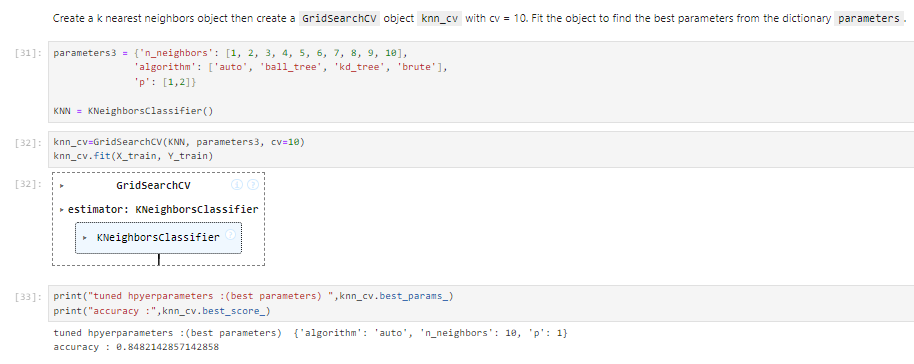 Create a k nearest neighbors object then create a GridSearchCV object knn_cv with cv = 10. Fit the object to find the best parameters from the dictionary parameters .
[31]: parameters3 = {'n_neighbors': [1, 2, 3, 4, 5, 6, 7, 8, 9, 10],
'algorithm': ['auto', 'ball_tree', 'kd_tree', 'brute'],
'p': [1,2]}
KNN = KNeighborsClassifier()
[32]: knn_cv=GridSearchCV(KNN, parameters3, cv=10)
knn_cv.fit(X_train, Y_train)
[32]: ▸ GridSearchCV i ?
▸ estimator: KNeighborsClassifier
▸ KNeighborsClassifier ?
[33]: print("tuned hpyerparameters :(best parameters) ",knn_cv.best_params_)
print("accuracy :",knn_cv.best_score_)
tuned hpyerparameters :(best parameters)  {'algorithm': 'auto', 'n_neighbors': 10, 'p': 1}
accuracy : 0.8482142857142858